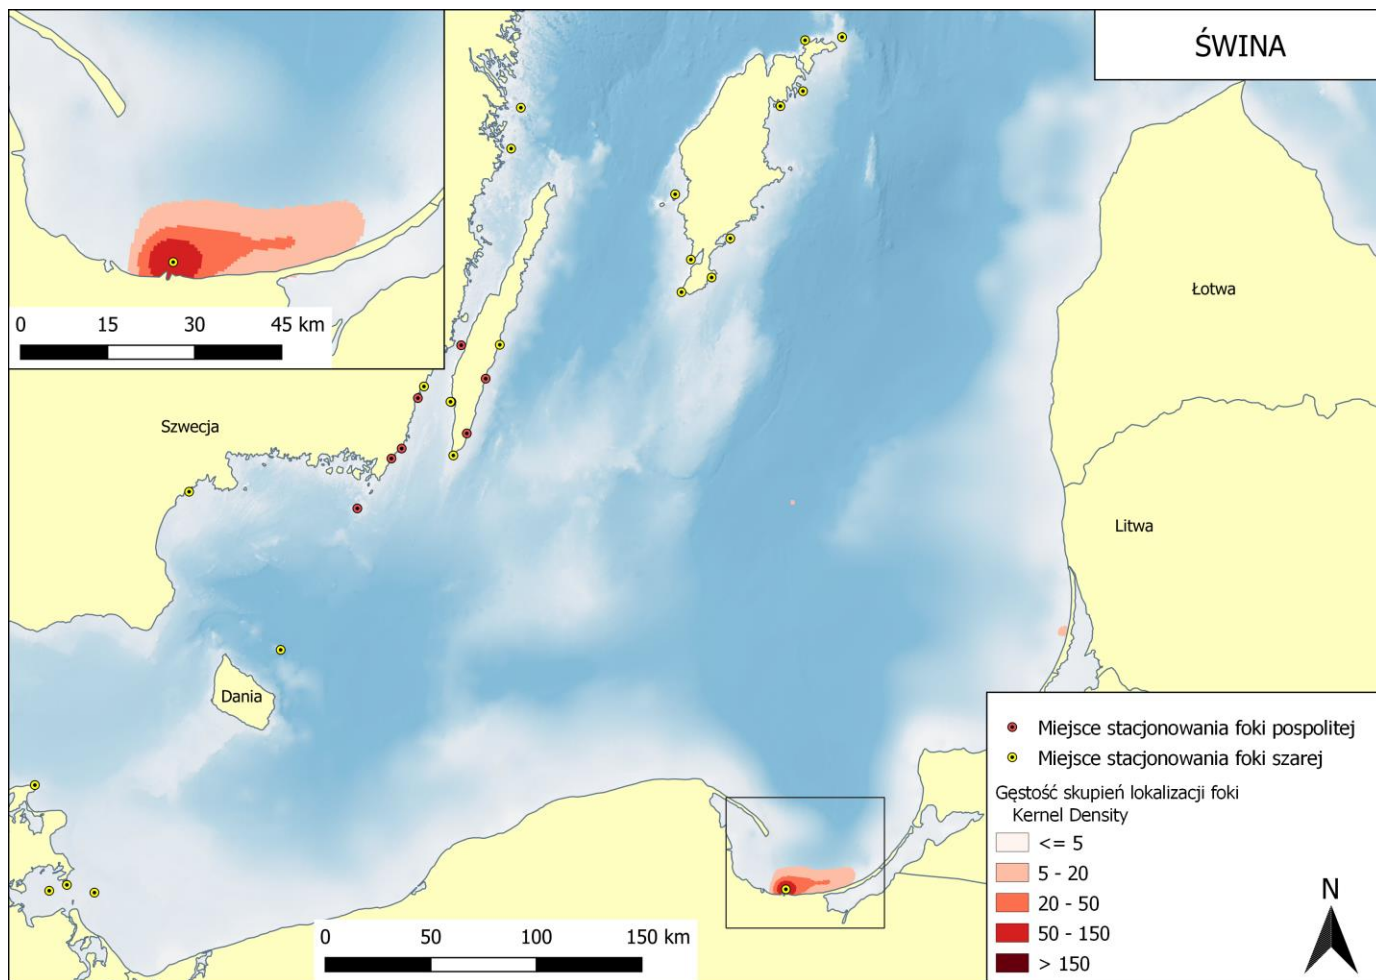 ŚWINA
0 15 30 45 km
Łotwa
Szwecja
Litwa
Dania
Miejsce stacjonowania foki pospolitej
Miejsce stacjonowania foki szarej
Gęstość skupień lokalizacji foki
Kernel Density
<= 5
5 - 20
20 - 50
50 - 150
> 150
N
0 50 100 150 km